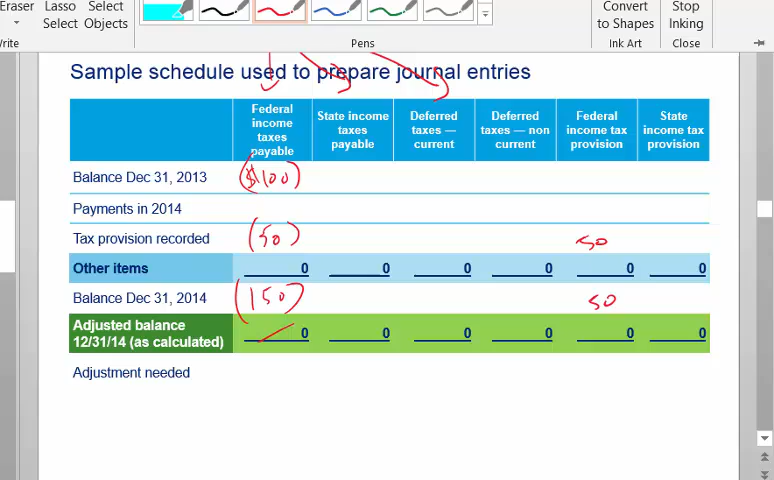 Eraser Lasso Select Convert Stop
Select Objects to Shapes Inking
Write Pens Ink Art Close
Sample schedule used to prepare journal entries
Federal income taxes payable
State income taxes payable
Deferred taxes — current
Deferred taxes — non current
Federal income tax provision
State income tax provision
Balance Dec 31, 2013 ($100)
Payments in 2014
Tax provision recorded (50) 50
Other items 0 0 0 0 0 0
Balance Dec 31, 2014 (150) 50
Adjusted balance
12/31/14 (as calculated) 0 0 0 0 0 0
Adjustment needed